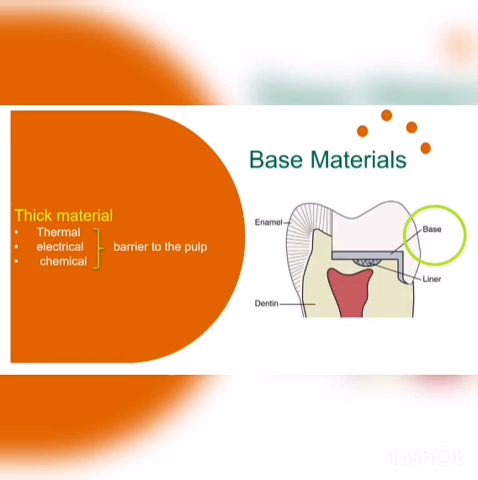 Base Materials
Thick material
• Thermal
• electrical
• chemical
barrier to the pulp
Enamel
Base
Liner
Dentin